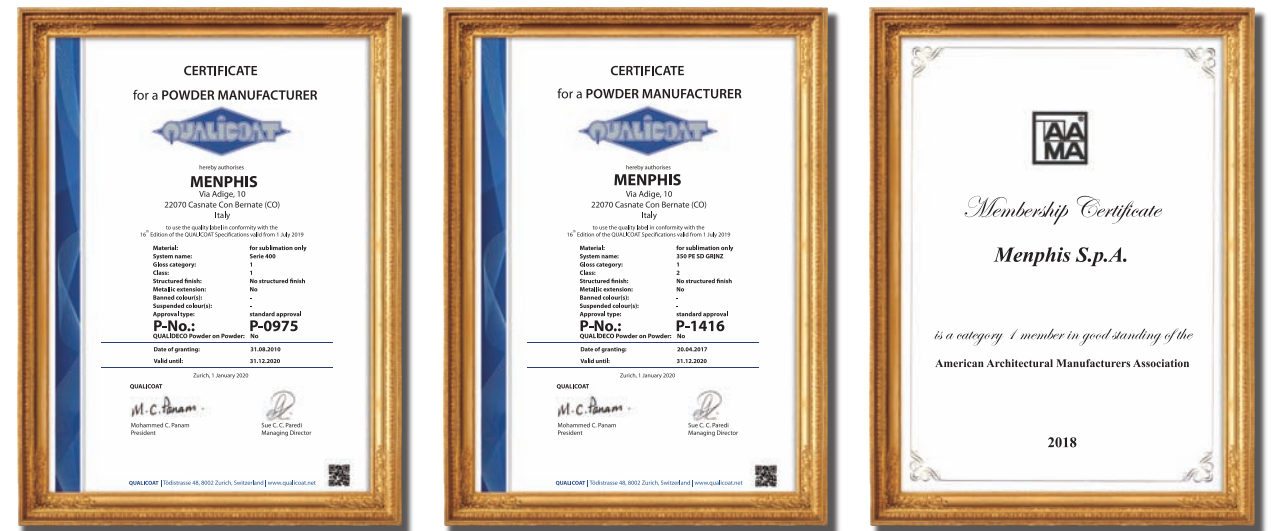 CERTIFICATE
for a POWDER MANUFACTURER
QUALICOAT
hereby authorises
MENPHIS
Via Adige, 10
22070 Casnate Con Bernate (CO)
Italy
to use the quality label in conformity with the
16° Edition of the QUALICOAT Specifications valid from 1 July 2019
Material: for sublimation only
System name: Serie 400
Gloss category: 1
Class: 1
Structured finish: No structured finish
Metallic extension: No
Banned colour(s): -
Suspended colour(s): -
Approval type: standard approval
P-No.: P-0975
QUALIDECO Powder on Powder: No
Date of granting: 31.08.2010
Valid until: 31.12.2020
Zurich, 1 January 2020
QUALICOAT
M.C. Panam.
Mohammed C. Panam Sue C. C. Paredi
President Managing Director
QUALICOAT | Tödistrasse 48, 8002 Zurich, Switzerland | www.qualicoat.net
CERTIFICATE
for a POWDER MANUFACTURER
QUALICOAT
hereby authorises
MENPHIS
Via Adige, 10
22070 Casnate Con Bernate (CO)
Italy
to use the quality label in conformity with the
16° Edition of the QUALICOAT Specifications valid from 1 July 2019
Material: for sublimation only
System name: 350 PE SD GRINZ
Gloss category: 1
Class: 2
Structured finish: No structured finish
Metallic extension: No
Banned colour(s): -
Suspended colour(s): -
Approval type: standard approval
P-No.: P-1416
QUALIDECO Powder on Powder: No
Date of granting: 20.04.2017
Valid until: 31.12.2020
Zurich, 1 January 2020
QUALICOAT
M.C. Panam.
Mohammed C. Panam Sue C. C. Paredi
President Managing Director
QUALICOAT | Tödistrasse 48, 8002 Zurich, Switzerland | www.qualicoat.net
AA
MA
®
Membership Certificate
Menphis S.p.A.
is a category 1 member in good standing of the
American Architectural Manufacturers Association
2018